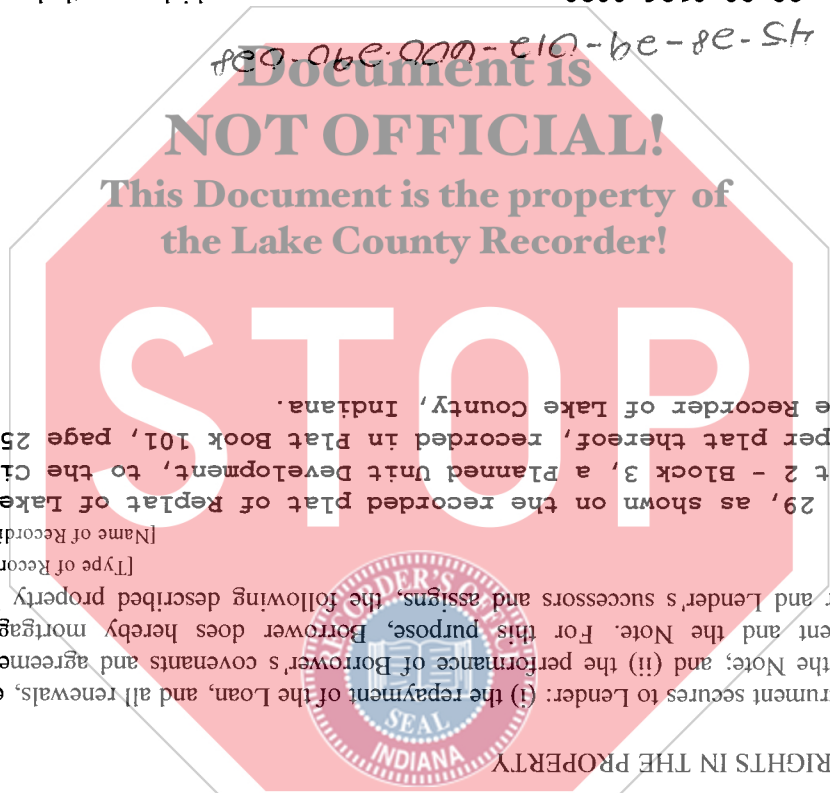 Document is
NOT OFFICIAL!
This Document is the property of
the Lake County Recorder!
STOP
RECORDER'S OFFICE
SEAL
INDIANA
RIGHTS IN THE PROPERTY
trument secures to Lender: (i) the repayment of the Loan, and all renewals,
the Note; and (ii) the performance of Borrower's covenants and agreeme
ent and the Note. For this purpose, Borrower does hereby mortgag
r and Lender's successors and assigns, the following described property
[Type of Recor
[Name of Recordi
29, as shown on the recorded plat of Replat of Lake
t 2 - Block 3, a Planned Unit Development, to the Ci
per plat thereof, recorded in Plat Book 101, page 25
e Recorder of Lake County, Indiana.